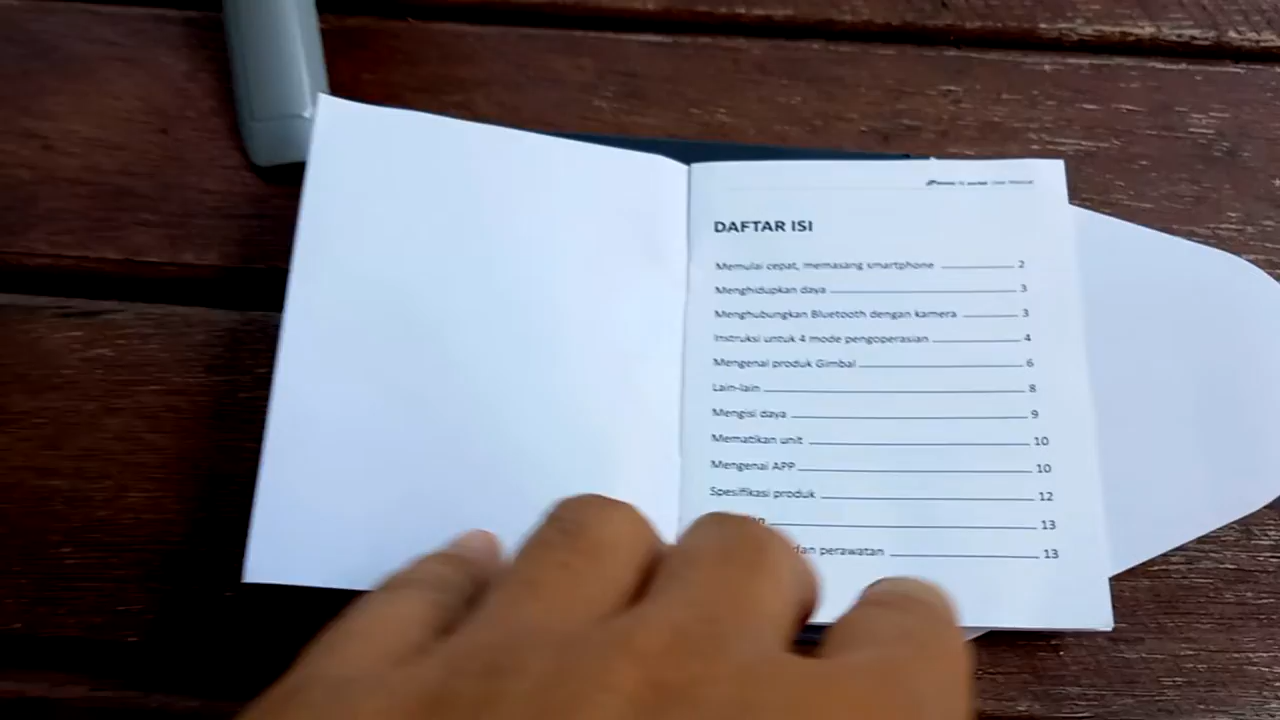 User Manual
DAFTAR ISI
Memulai cepat, memasang smartphone 2
Menghidupkan daya 3
Menghubungkan Bluetooth dengan kamera 3
Instruksi untuk 4 mode pengoperasian 4
Mengenai produk Gimbal 6
Lain-lain 8
Mengisi daya 9
Mematikan unit 10
Mengenai APP 10
Spesifikasi produk 12
13
dan perawatan 13